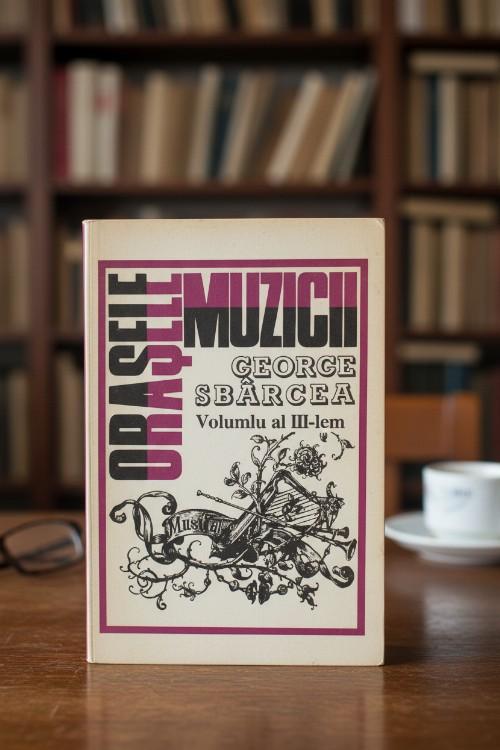 ORAȘELE
MUZICII
GEORGE
SBÂRCEA
Volumlu al III-lem
Musica